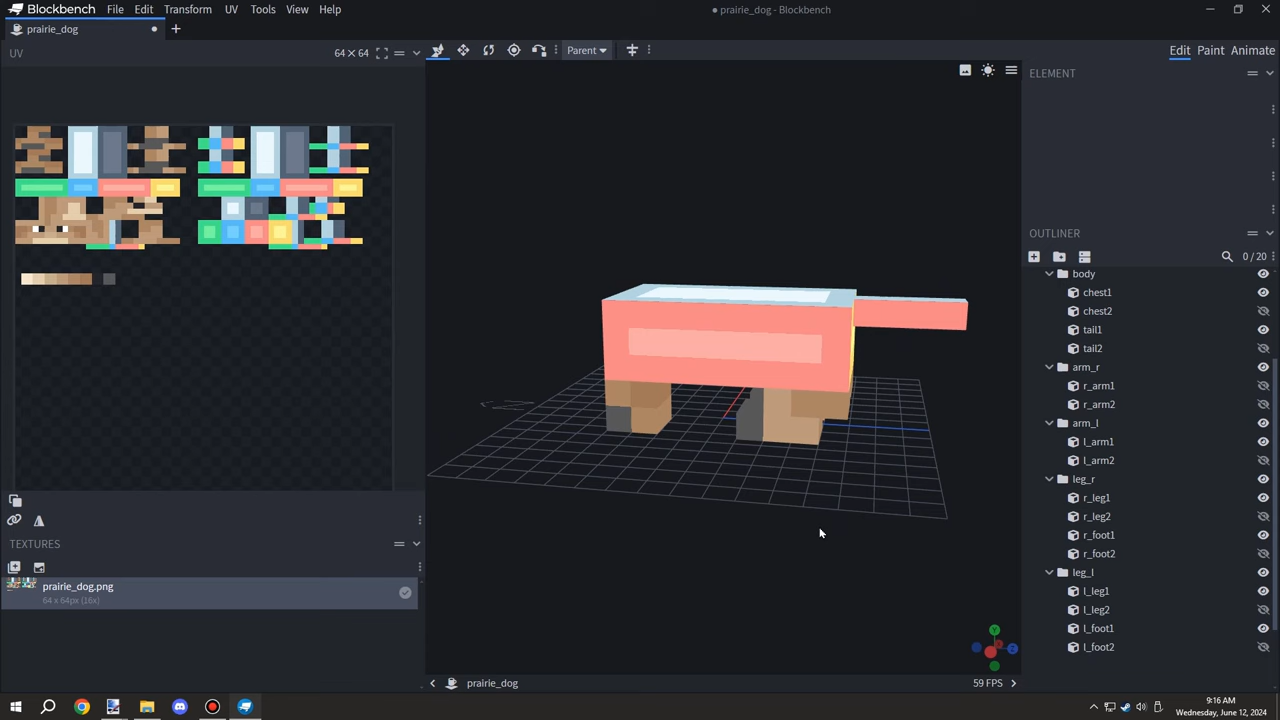 Blockbench File Edit Transform UV Tools View Help
prairie_dog - Blockbench
prairie_dog
UV 64 × 64
Parent
Edit Paint Animate
ELEMENT
OUTLINER
0 / 20
body
chest1
chest2
tail1
tail2
arm_r
r_arm1
r_arm2
arm_l
l_arm1
l_arm2
leg_r
r_leg1
r_leg2
r_foot1
r_foot2
leg_l
l_leg1
l_leg2
l_foot1
l_foot2
TEXTURES
prairie_dog.png
64 x 64px (16x)
Y
Z
prairie_dog
59 FPS
9:16 AM
Wednesday, June 12, 2024